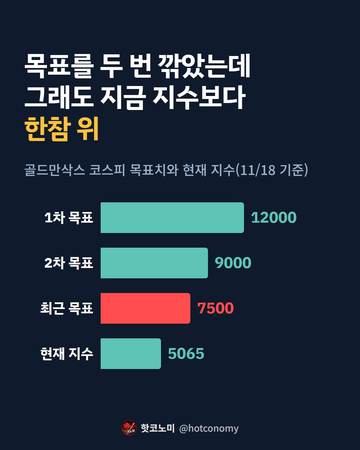 목표를 두 번 깎았는데
그래도 지금 지수보다
한참 위
골드만삭스 코스피 목표치와 현재 지수(11/18 기준)
1차 목표 12000
2차 목표 9000
최근 목표 7500
현재 지수 5065
핫코노미 @hotconomy